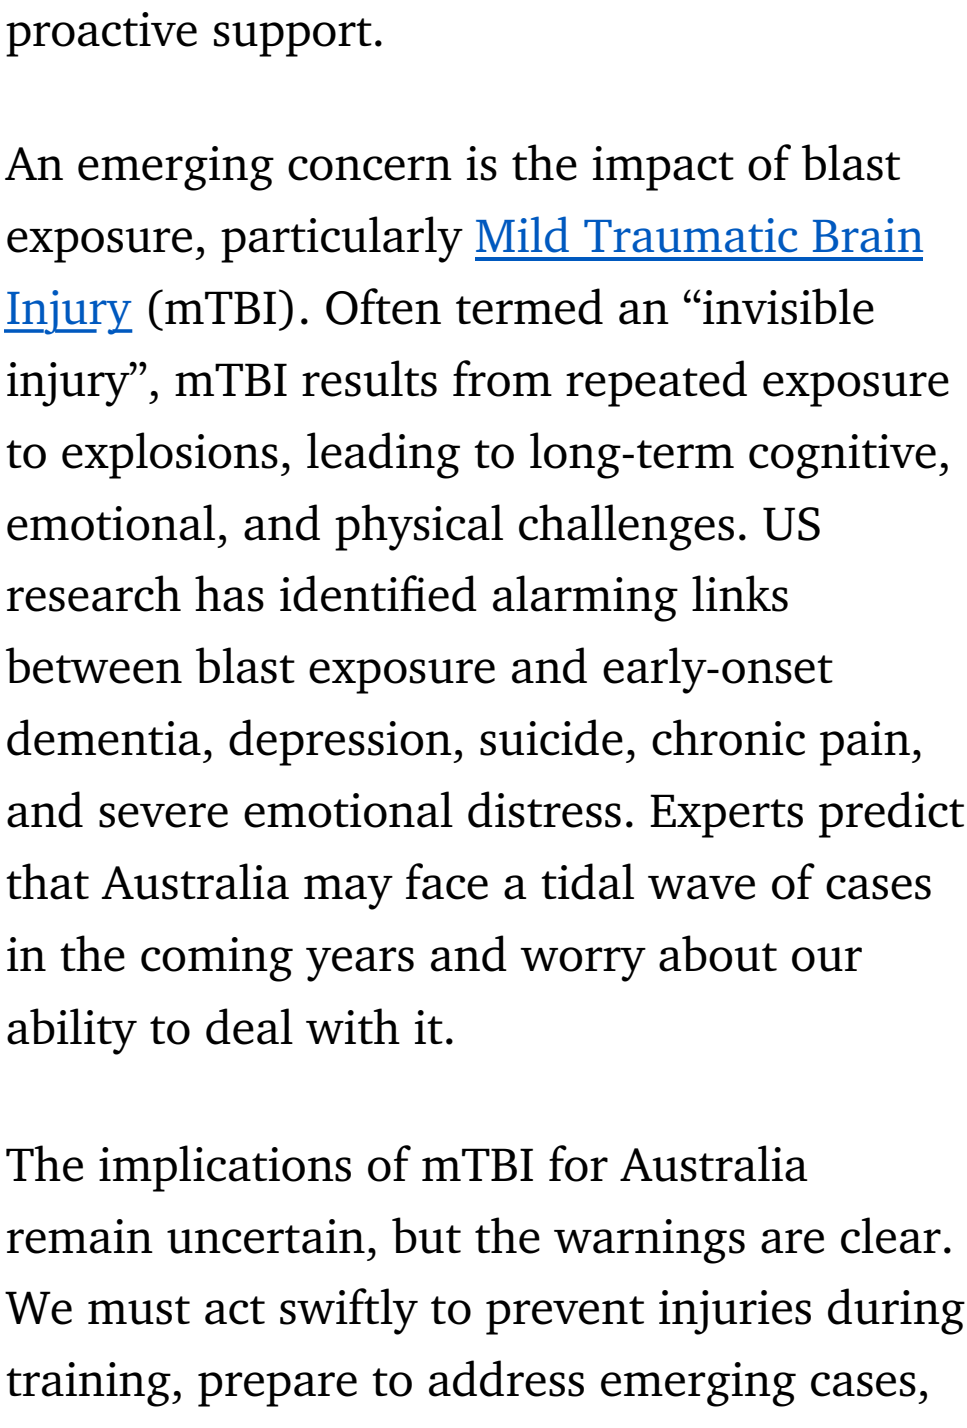 proactive support.
An emerging concern is the impact of blast
exposure, particularly Mild Traumatic Brain
Injury (mTBI). Often termed an “invisible
injury”, mTBI results from repeated exposure
to explosions, leading to long-term cognitive,
emotional, and physical challenges. US
research has identified alarming links
between blast exposure and early-onset
dementia, depression, suicide, chronic pain,
and severe emotional distress. Experts predict
that Australia may face a tidal wave of cases
in the coming years and worry about our
ability to deal with it.
The implications of mTBI for Australia
remain uncertain, but the warnings are clear.
We must act swiftly to prevent injuries during
training, prepare to address emerging cases,